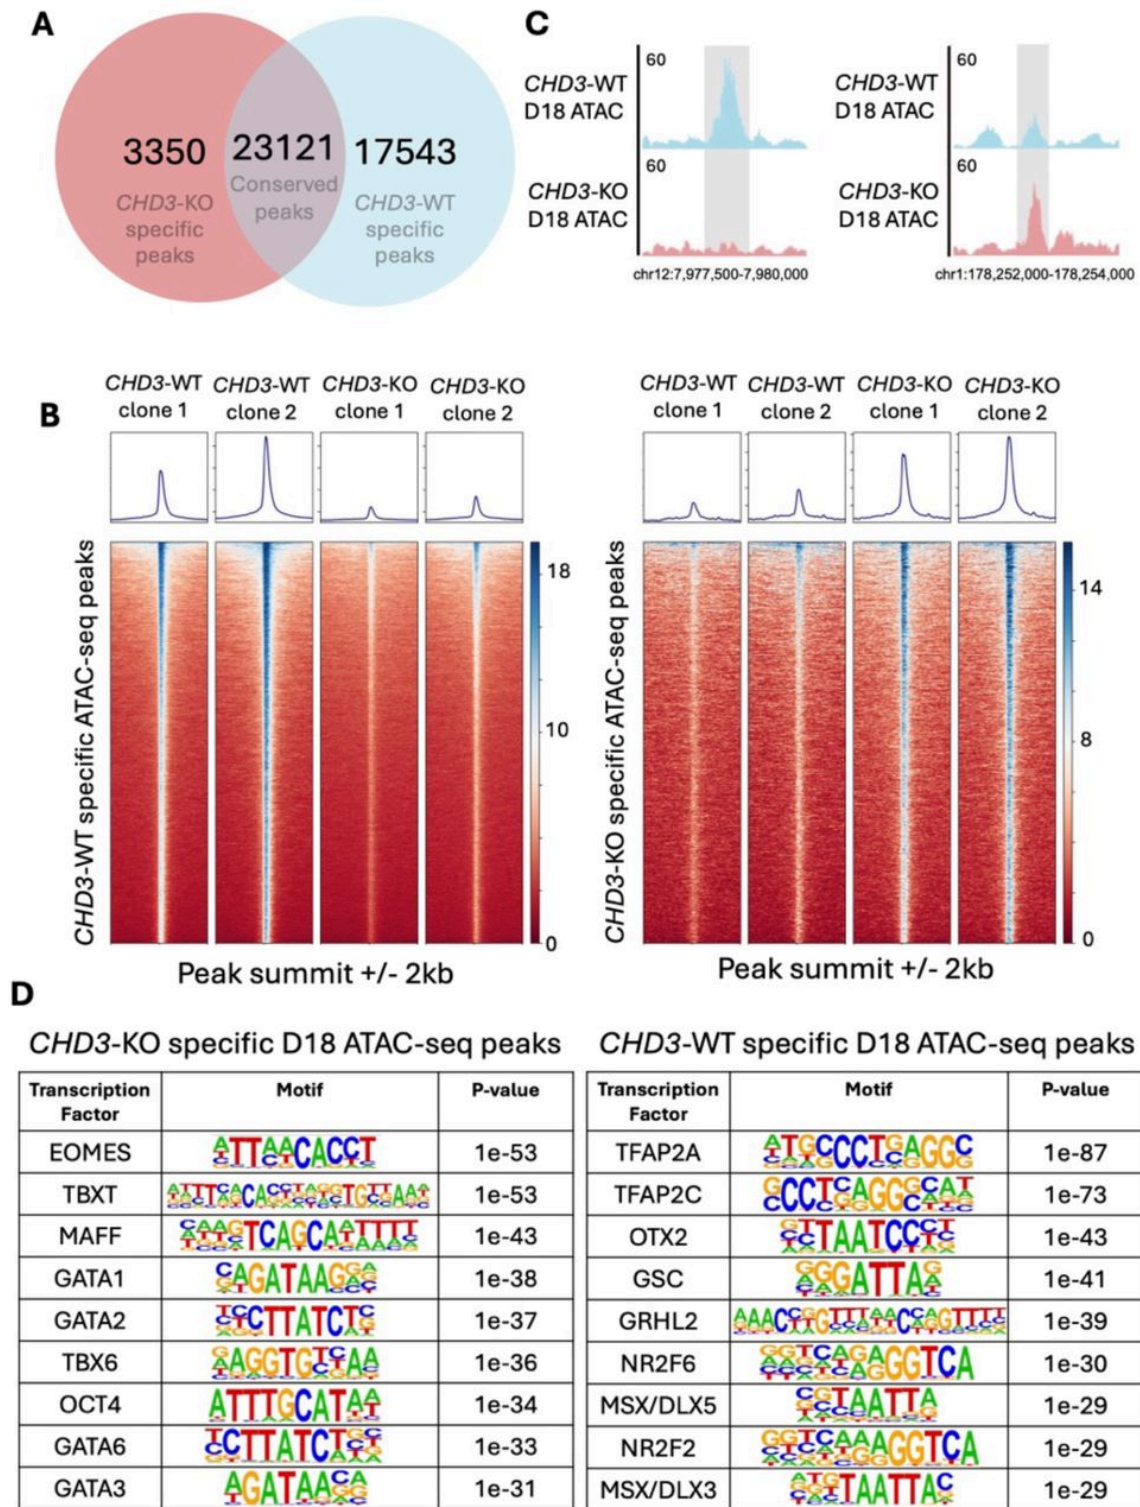 A
3350
23121
17543
CHD3-KO
specific
peaks
Conserved
peaks
CHD3-WT
specific
peaks
C
CHD3-WT
D18 ATAC
60
CHD3-KO
D18 ATAC
60
chr12:7,977,500-7,980,000
CHD3-WT
D18 ATAC
60
CHD3-KO
D18 ATAC
60
chr1:178,252,000-178,254,000
B
CHD3-WT
clone 1
CHD3-WT
clone 2
CHD3-KO
clone 1
CHD3-KO
clone 2
CHD3-WT specific ATAC-seq peaks
18
10
0
Peak summit +/- 2kb
CHD3-WT
clone 1
CHD3-WT
clone 2
CHD3-KO
clone 1
CHD3-KO
clone 2
CHD3-KO specific ATAC-seq peaks
14
8
0
Peak summit +/- 2kb
D
CHD3-KO specific D18 ATAC-seq peaks
Transcription
Factor
Motif
P-value
EOMES
1e-53
TBXT
1e-53
MAFF
1e-43
GATA1
1e-38
GATA2
1e-37
TBX6
1e-36
OCT4
1e-34
GATA6
1e-33
GATA3
1e-31
CHD3-WT specific D18 ATAC-seq peaks
Transcription
Factor
Motif
P-value
TFAP2A
1e-87
TFAP2C
1e-73
OTX2
1e-43
GSC
1e-41
GRHL2
1e-39
NR2F6
1e-30
MSX/DLX5
1e-29
NR2F2
1e-29
MSX/DLX3
1e-29